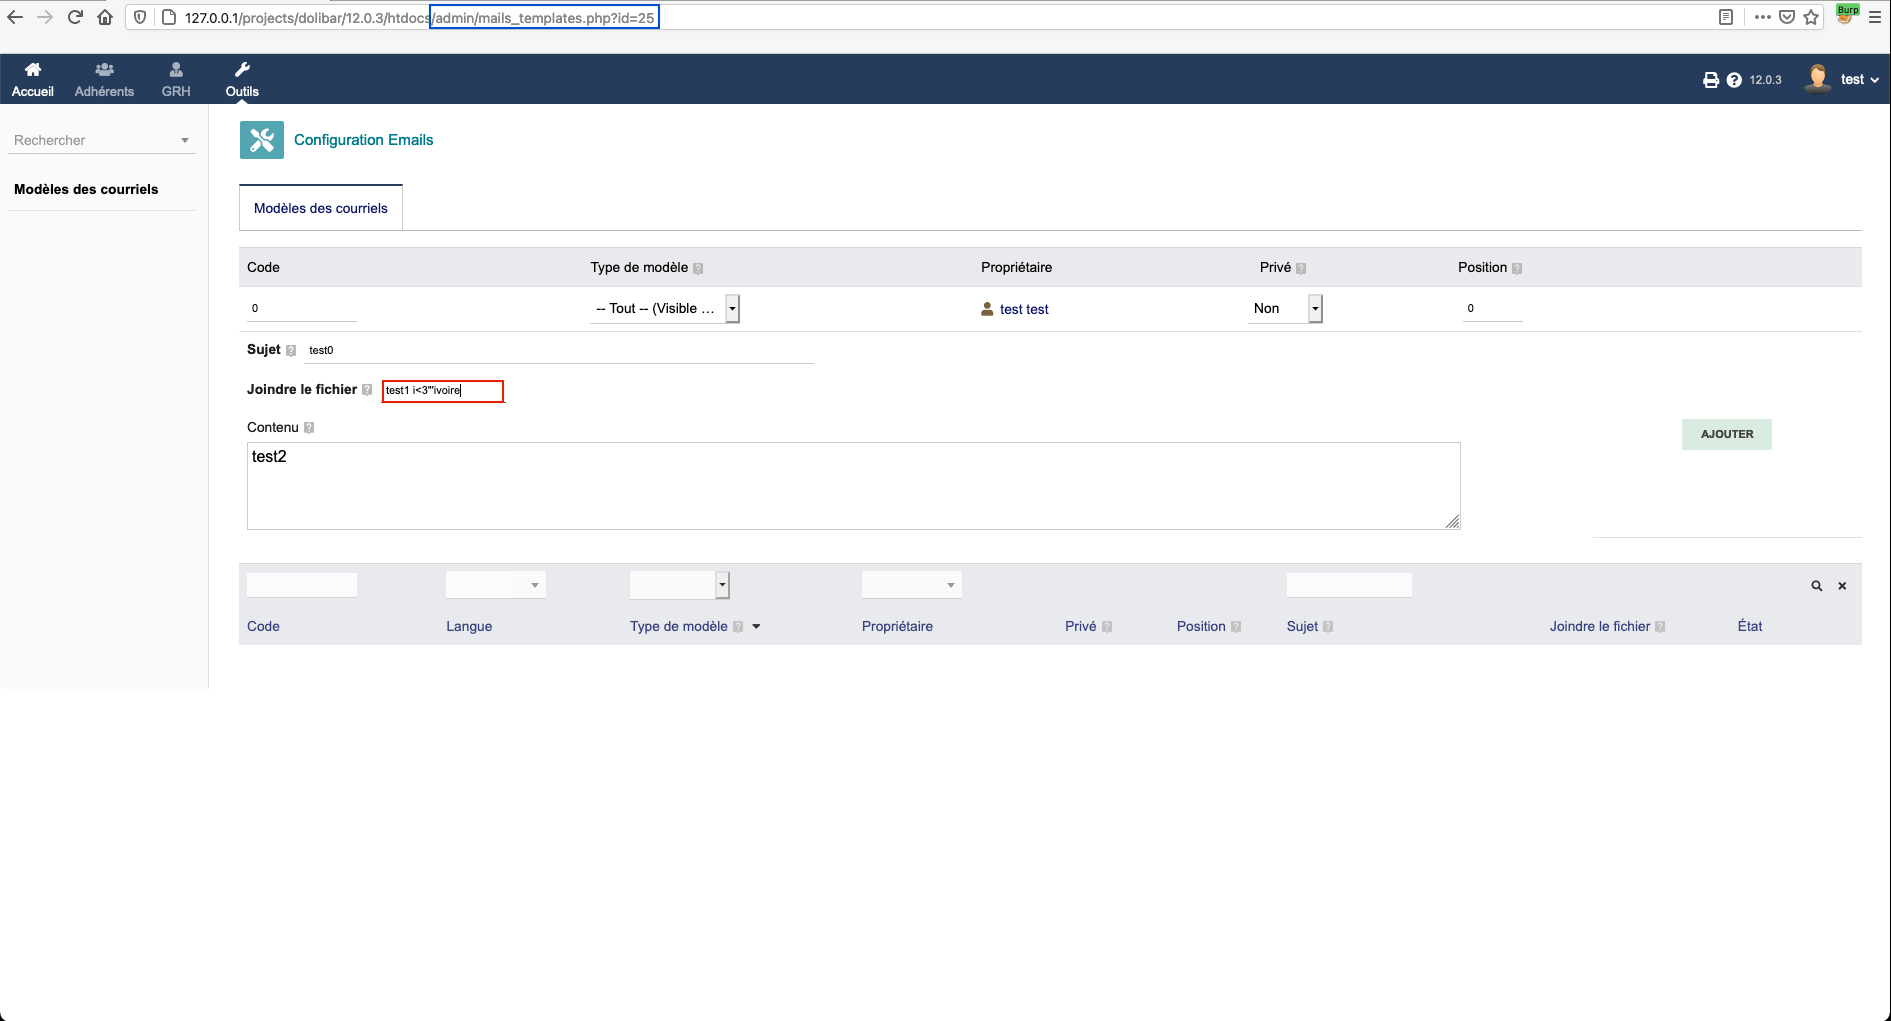 127.0.0.1/projects/dolibar/12.0.3/htdocs/admin/mails_templates.php?id=25
Burp
Accueil Adhérents GRH Outils
? 12.0.3 test
Rechercher
Configuration Emails
Modèles des courriels
Modèles des courriels
Code Type de modèle ? Propriétaire Privé ? Position ?
0 -- Tout -- (Visible ... test test Non 0
Sujet ? test0
Joindre le fichier ? test1 i<3"'ivoire
Contenu ?
AJOUTER
test2
Code Langue Type de modèle ? Propriétaire Privé ? Position ? Sujet ? Joindre le fichier ? État